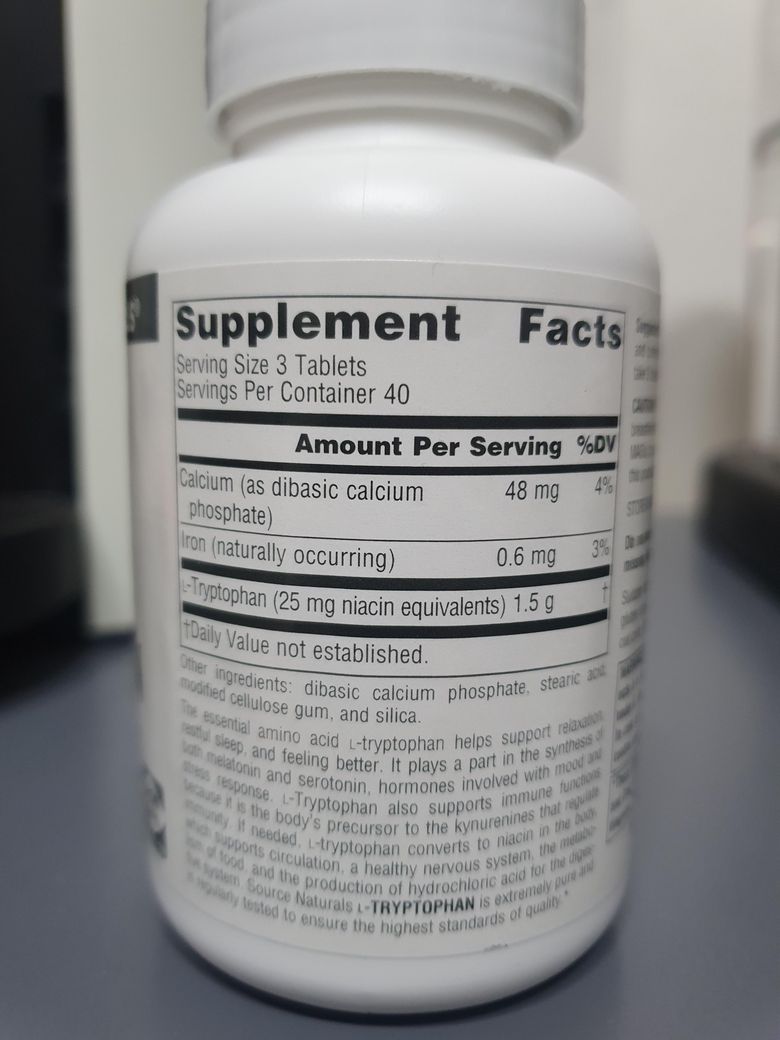 Supplement Facts
Serving Size 3 Tablets
Servings Per Container 40
Amount Per Serving %DV
Calcium (as dibasic calcium 48 mg 4%
phosphate)
Iron (naturally occurring) 0.6 mg 3%
L-Tryptophan (25 mg niacin equivalents) 1.5 g †
†Daily Value not established.
Other ingredients: dibasic calcium phosphate, stearic acid,
modified cellulose gum, and silica.
The essential amino acid L-tryptophan helps support relaxation,
restful sleep, and feeling better. It plays a part in the synthesis of
both melatonin and serotonin, hormones involved with mood and
stress response. L-Tryptophan also supports immune functions
because it is the body's precursor to the kynurenines that regulate
immunity. If needed, L-tryptophan converts to niacin in the body,
which supports circulation, a healthy nervous system, the metabo-
lism of food, and the production of hydrochloric acid for the diges-
tive system. Source Naturals L-TRYPTOPHAN is extremely pure and
is regularly tested to ensure the highest standards of quality.*